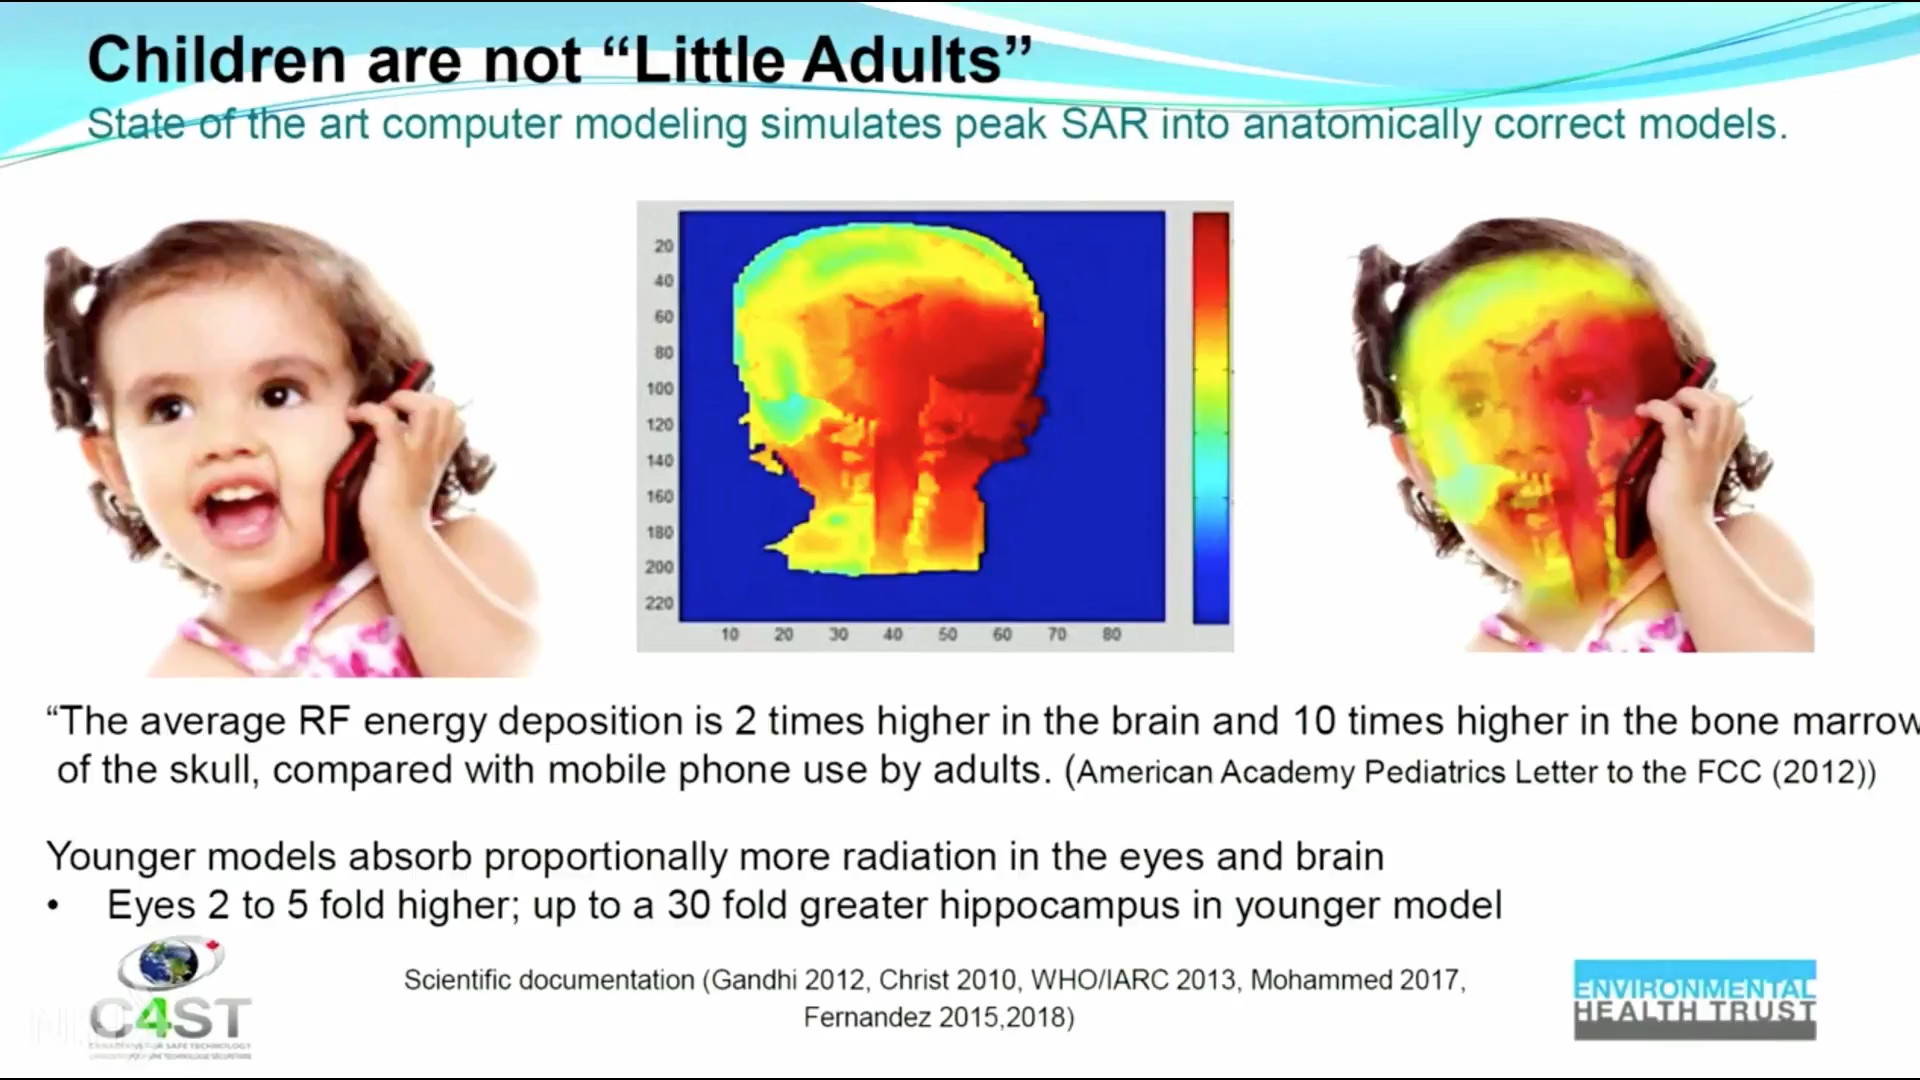 Children are not “Little Adults”
State of the art computer modeling simulates peak SAR into anatomically correct models.
20
40
60
80
100
120
140
160
180
200
220
10 20 30 40 50 60 70 80
“The average RF energy deposition is 2 times higher in the brain and 10 times higher in the bone marrow
of the skull, compared with mobile phone use by adults. (American Academy Pediatrics Letter to the FCC (2012))
Younger models absorb proportionally more radiation in the eyes and brain
• Eyes 2 to 5 fold higher; up to a 30 fold greater hippocampus in younger model
Scientific documentation (Gandhi 2012, Christ 2010, WHO/IARC 2013, Mohammed 2017,
Fernandez 2015,2018)
C4ST
CANADIANS FOR SAFE TECHNOLOGY
ENVIRONMENTAL
HEALTH TRUST